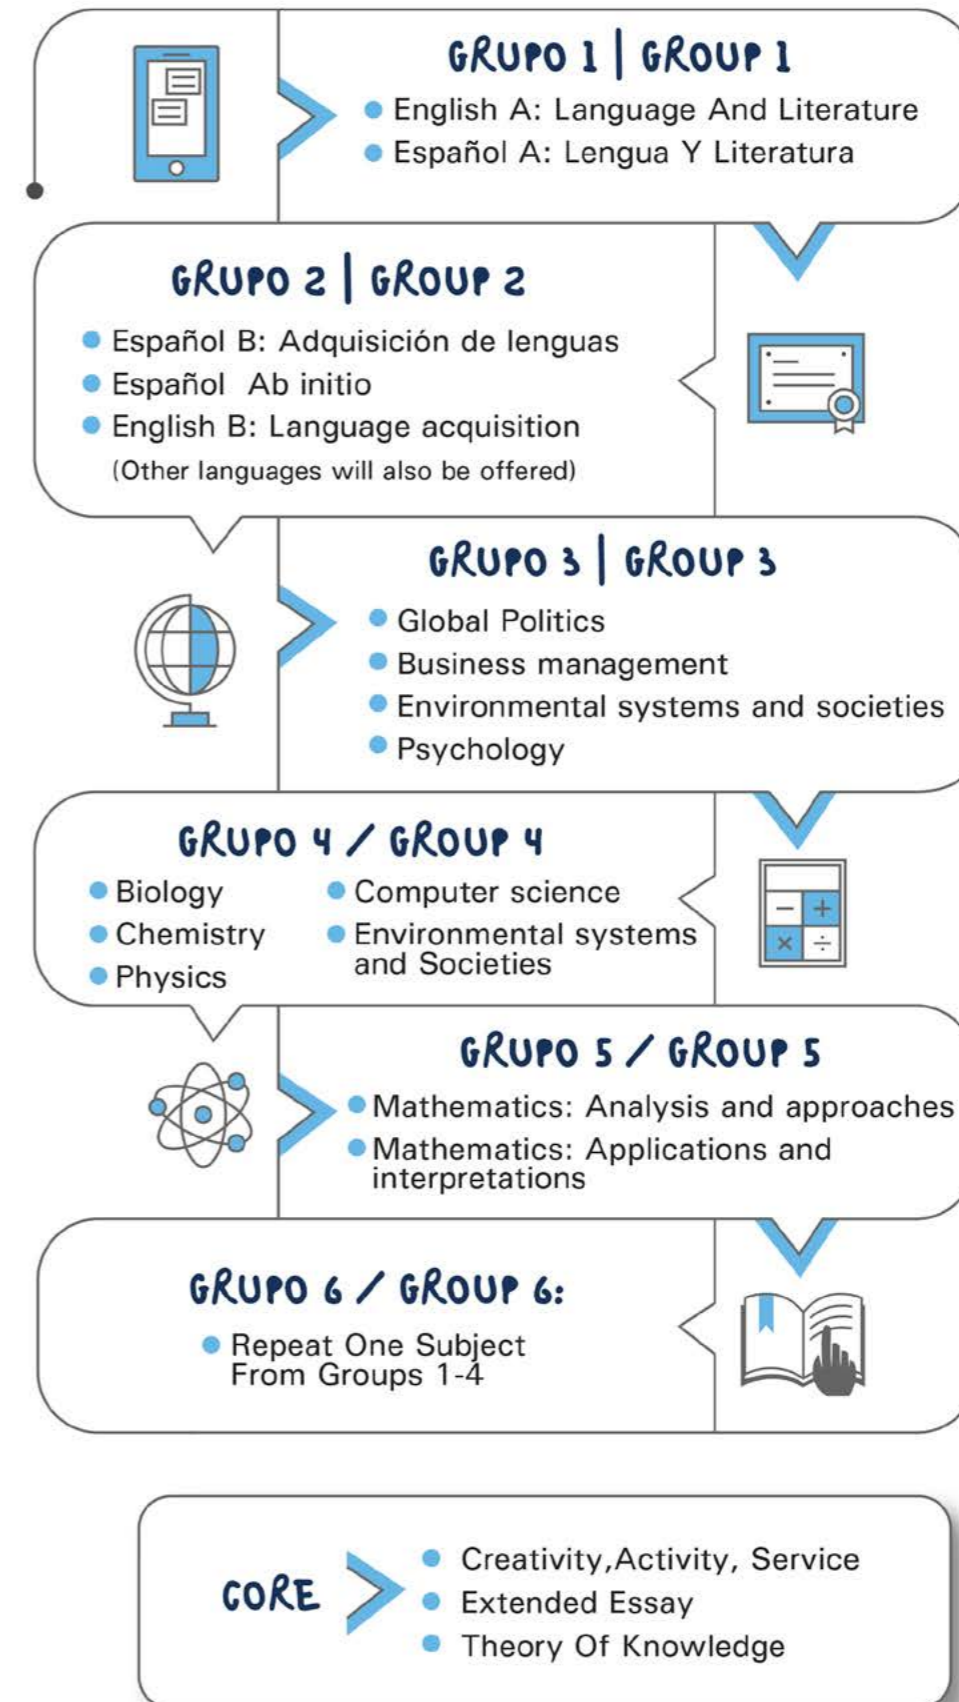 GRUPO 1 | GROUP 1
English A: Language And Literature
Español A: Lengua Y Literatura
GRUPO 2 | GROUP 2
Español B: Adquisición de lenguas
Español Ab initio
English B: Language acquisition
(Other languages will also be offered)
GRUPO 3 | GROUP 3
Global Politics
Business management
Environmental systems and societies
Psychology
GRUPO 4 / GROUP 4
Biology
Chemistry
Physics
Computer science
Environmental systems
and Societies
GRUPO 5 / GROUP 5
Mathematics: Analysis and approaches
Mathematics: Applications and
interpretations
GRUPO 6 / GROUP 6:
Repeat One Subject
From Groups 1-4
CORE
Creativity,Activity, Service
Extended Essay
Theory Of Knowledge